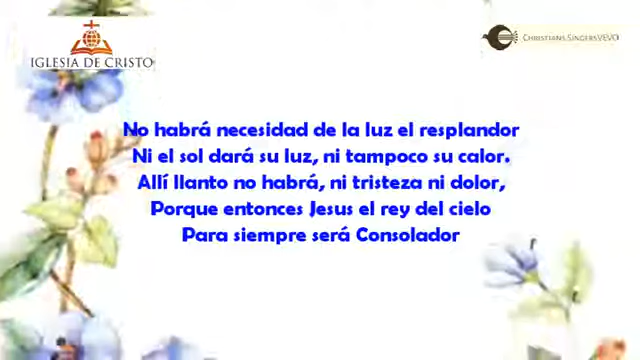 IGLESIA DE CRISTO
CHRISTIANS SINGERSVEVO
No habrá necesidad de la luz el resplandor
Ni el sol dará su luz, ni tampoco su calor.
Allí llanto no habrá, ni tristeza ni dolor,
Porque entonces Jesus el rey del cielo
Para siempre será Consolador